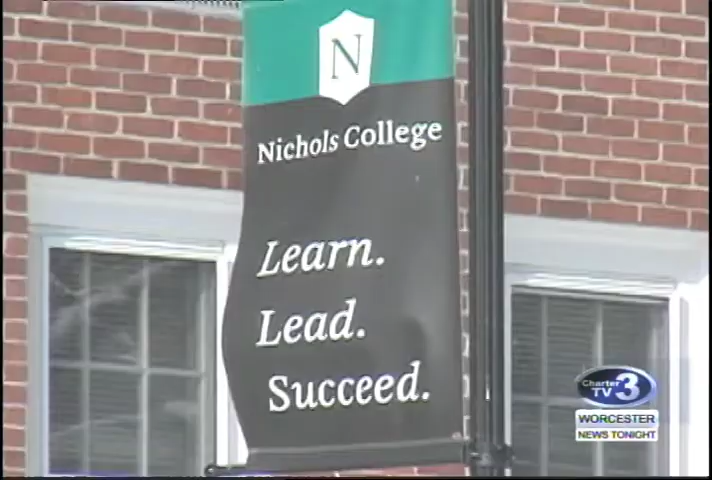 N
Nichols College
Learn.
Lead.
Succeed.
Charter
TV 3
WORCESTER
NEWS TONIGHT